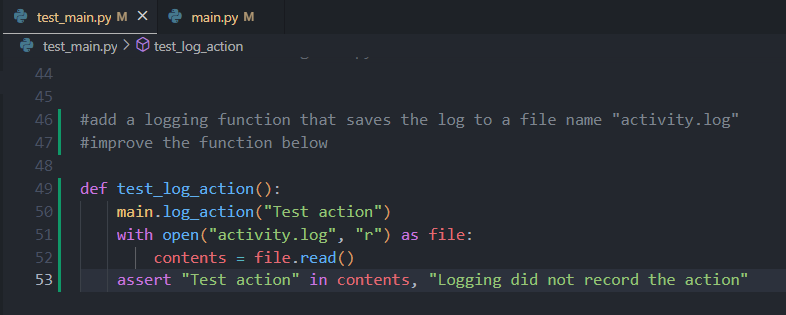 test_main.py M × main.py M
test_main.py > test_log_action
44
45
46 #add a logging function that saves the log to a file name "activity.log"
47 #improve the function below
48
49 def test_log_action():
50     main.log_action("Test action")
51     with open("activity.log", "r") as file:
52         contents = file.read()
53     assert "Test action" in contents, "Logging did not record the action"